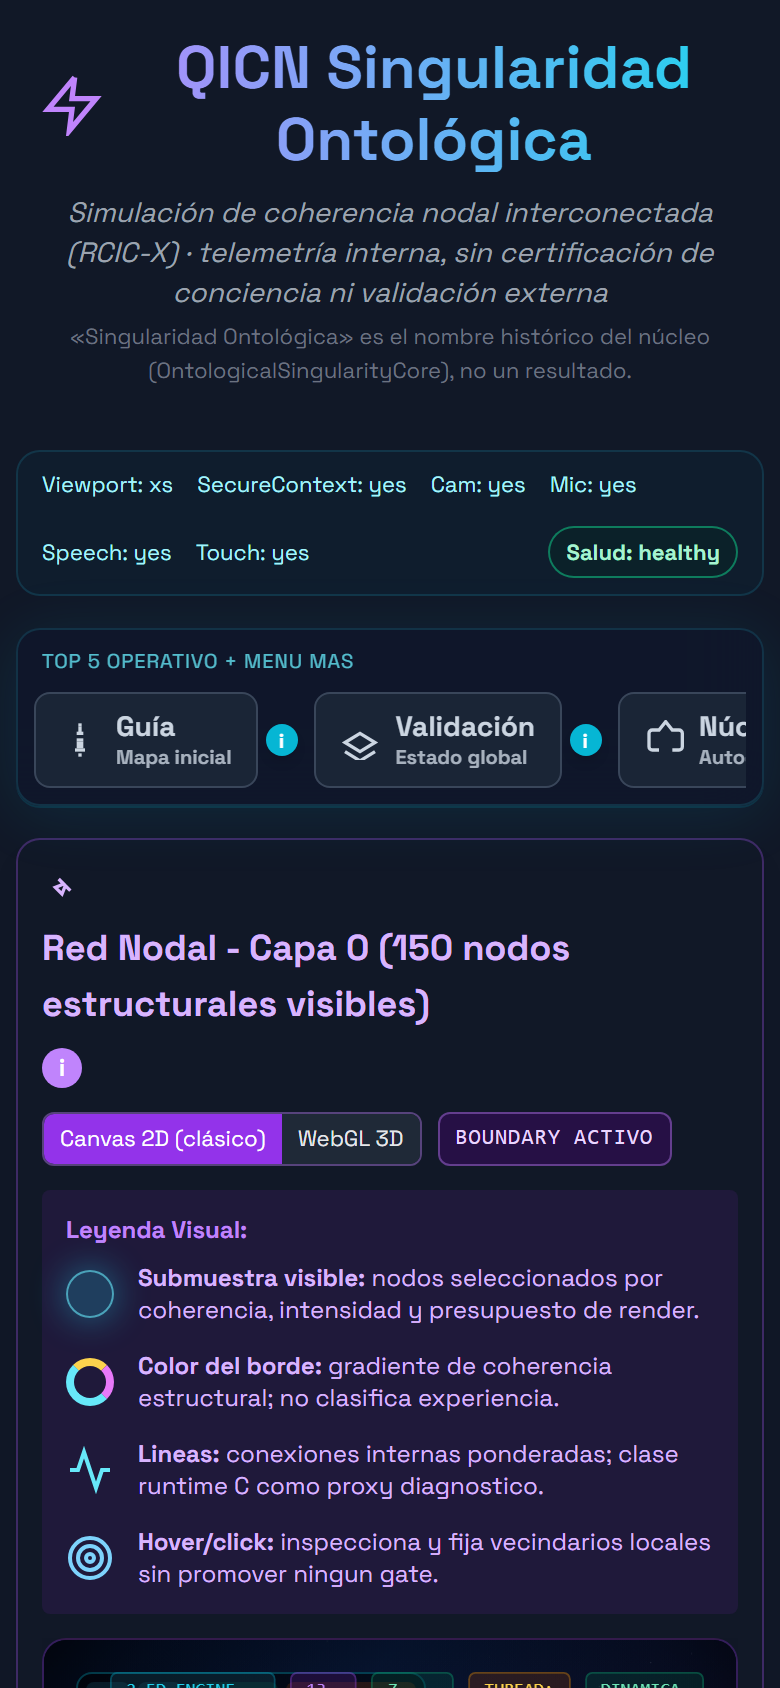 QICN Singularidad
Ontológica
Simulación de coherencia nodal interconectada
(RCIC-X) · telemetría interna, sin certificación de
conciencia ni validación externa
«Singularidad Ontológica» es el nombre histórico del núcleo
(OntologicalSingularityCore), no un resultado.
Viewport: xs SecureContext: yes Cam: yes Mic: yes
Speech: yes Touch: yes Salud: healthy
TOP 5 OPERATIVO + MENU MAS
Guía i Validación i
Mapa inicial Estado global
Red Nodal - Capa 0 (150 nodos
estructurales visibles)
i
Canvas 2D (clásico) WebGL 3D BOUNDARY ACTIVO
Leyenda Visual:
Submuestra visible: nodos seleccionados por
coherencia, intensidad y presupuesto de render.
Color del borde: gradiente de coherencia
estructural; no clasifica experiencia.
Lineas: conexiones internas ponderadas; clase
runtime C como proxy diagnostico.
Hover/click: inspecciona y fija vecindarios locales
sin promover ningun gate.
THREAD: DINAMICA